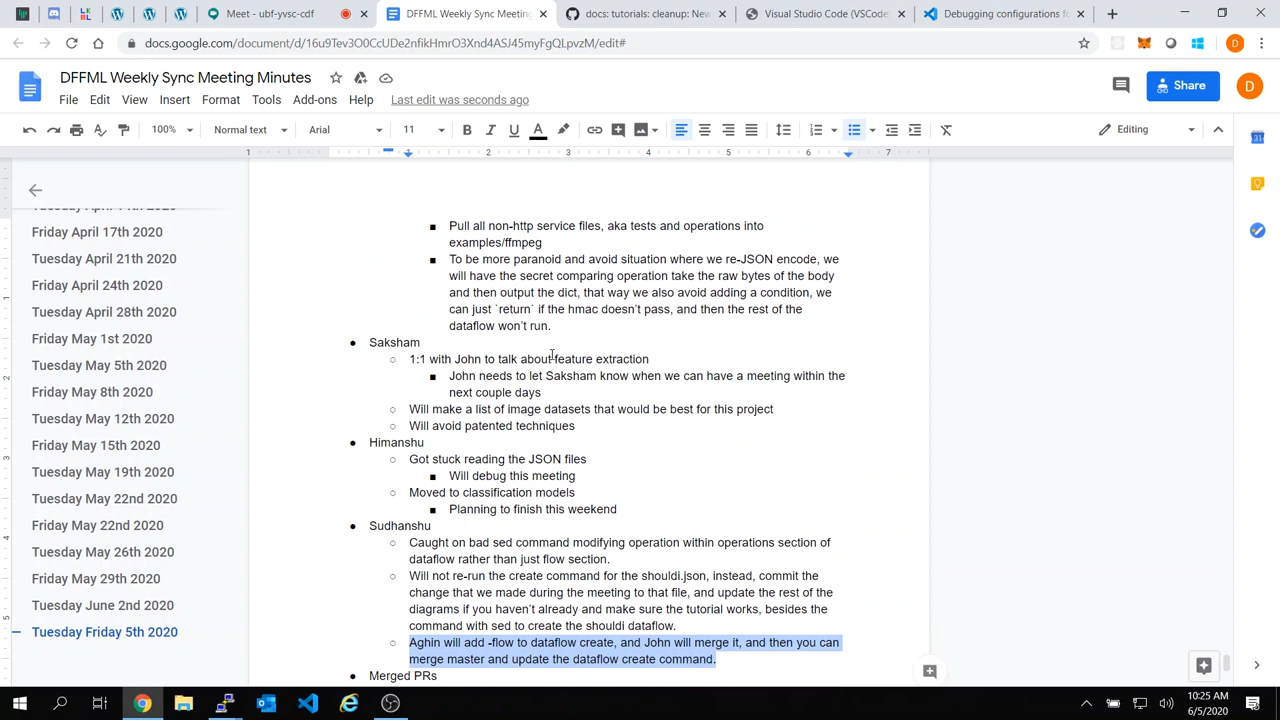 Meet - ubf-yvsc-cdf
DFFML Weekly Sync Meeting
docs: tutorials: cleanup: New
Visual Studio Code (VSCode
Debugging configurations fo
docs.google.com/document/d/16u9Tev3O0CcUDe2nfikHmrO3Xnd4ASJ45myFgQLpvzM/edit#
D
DFFML Weekly Sync Meeting Minutes
File Edit View Insert Format Tools Add-ons Help Last edit was seconds ago
Share
D
100% Normal text Arial 11 B I U A Editing
1 1 2 3 4 5 6 7
Friday April 17th 2020
Tuesday April 21th 2020
Friday April 24th 2020
Tuesday April 28th 2020
Friday May 1st 2020
Tuesday May 5th 2020
Friday May 8th 2020
Tuesday May 12th 2020
Friday May 15th 2020
Tuesday May 19th 2020
Tuesday May 22nd 2020
Friday May 22nd 2020
Tuesday May 26th 2020
Friday May 29th 2020
Tuesday June 2nd 2020
Tuesday Friday 5th 2020
Pull all non-http service files, aka tests and operations into
examples/ffmpeg
To be more paranoid and avoid situation where we re-JSON encode, we
will have the secret comparing operation take the raw bytes of the body
and then output the dict, that way we also avoid adding a condition, we
can just `return` if the hmac doesn't pass, and then the rest of the
dataflow won't run.
Saksham
1:1 with John to talk about feature extraction
John needs to let Saksham know when we can have a meeting within the
next couple days
Will make a list of image datasets that would be best for this project
Will avoid patented techniques
Himanshu
Got stuck reading the JSON files
Will debug this meeting
Moved to classification models
Planning to finish this weekend
Sudhanshu
Caught on bad sed command modifying operation within operations section of
dataflow rather than just flow section.
Will not re-run the create command for the shouldi.json, instead, commit the
change that we made during the meeting to that file, and update the rest of the
diagrams if you haven't already and make sure the tutorial works, besides the
command with sed to create the shouldi dataflow.
Aghin will add -flow to dataflow create, and John will merge it, and then you can
merge master and update the dataflow create command.
Merged PRs
10:25 AM
6/5/2020